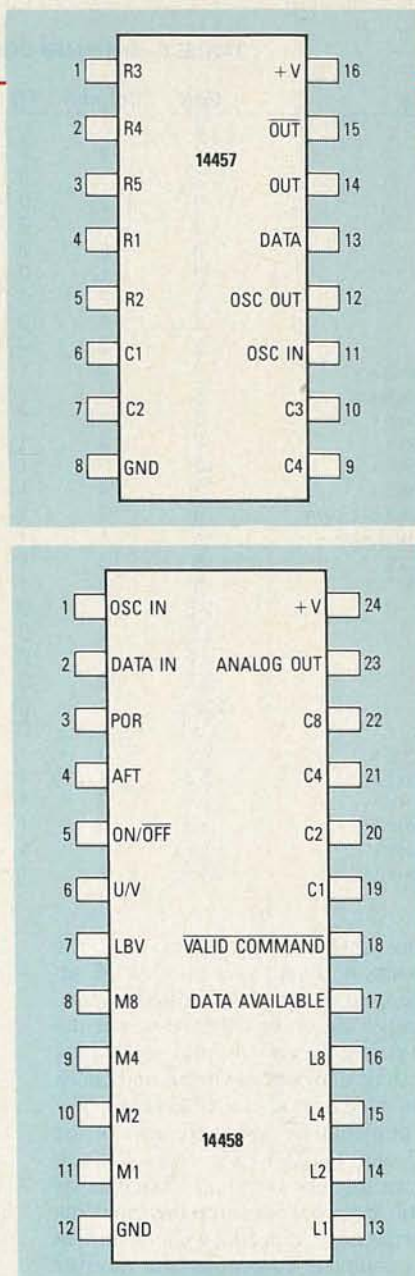 1 R3 +V 16
2 R4 O̅U̅T̅ 15
14457
3 R5 OUT 14
4 R1 DATA 13
5 R2 OSC OUT 12
6 C1 OSC IN 11
7 C2 C3 10
8 GND C4 9
1 OSC IN +V 24
2 DATA IN ANALOG OUT 23
3 POR C8 22
4 AFT C4 21
5 ON/O̅F̅F̅ C2 20
6 U/V C1 19
7 LBV V̅A̅L̅I̅D̅ ̅C̅O̅M̅M̅A̅N̅D̅ 18
8 M8 DATA AVAILABLE 17
9 M4 L8 16
10 M2 L4 15
11 M1 L2 14
14458
12 GND L1 13